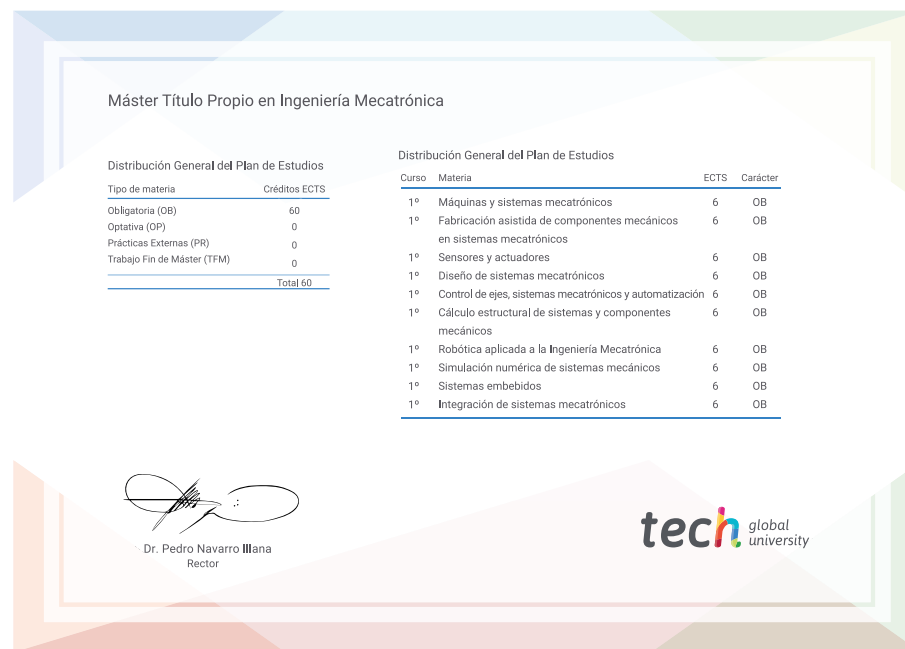 Máster Título Propio en Ingeniería Mecatrónica
Distribución General del Plan de Estudios
Tipo de materia Créditos ECTS
Obligatoria (OB) 60
Optativa (OP) 0
Prácticas Externas (PR) 0
Trabajo Fin de Máster (TFM) 0
Total 60
Distribución General del Plan de Estudios
Curso Materia ECTS Carácter
1º Máquinas y sistemas mecatrónicos 6 OB
1º Fabricación asistida de componentes mecánicos 6 OB
en sistemas mecatrónicos
1º Sensores y actuadores 6 OB
1º Diseño de sistemas mecatrónicos 6 OB
1º Control de ejes, sistemas mecatrónicos y automatización 6 OB
1º Cálculo estructural de sistemas y componentes 6 OB
mecánicos
1º Robótica aplicada a la Ingeniería Mecatrónica 6 OB
1º Simulación numérica de sistemas mecánicos 6 OB
1º Sistemas embebidos 6 OB
1º Integración de sistemas mecatrónicos 6 OB
Dr. Pedro Navarro Illana
Rector
tech global
university